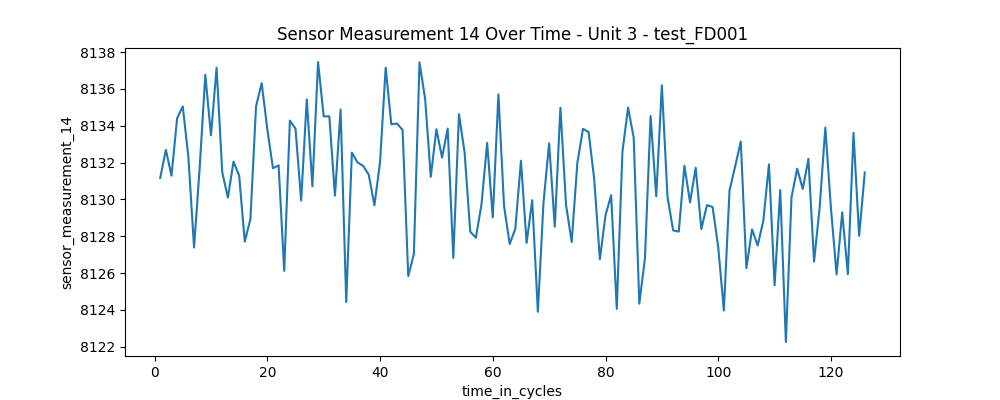 Sensor Measurement 14 Over Time - Unit 3 - test_FD001
sensor_measurement_14
8138
8136
8134
8132
8130
8128
8126
8124
8122
0 20 40 60 80 100 120
time_in_cycles